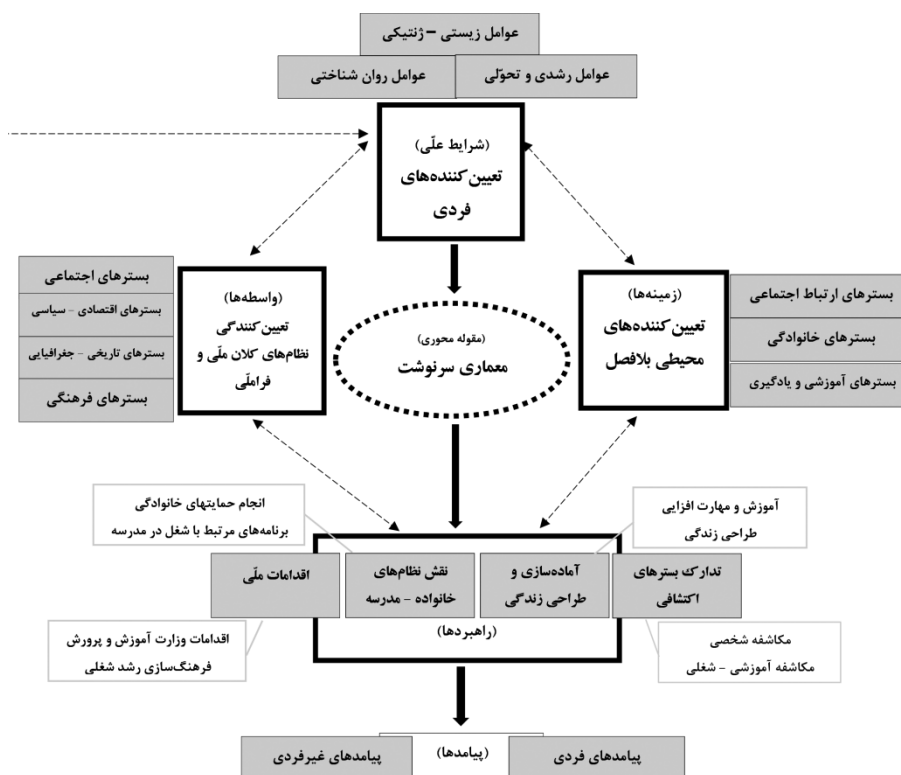 عوامل زیستی – ژنتیکی
عوامل رشدی و تحوّلی
عوامل روان شناختی
(شرایط علّی)
تعیین کننده‌های
فردی
بسترهای ارتباط اجتماعی
بسترهای خانوادگی
بسترهای آموزشی و یادگیری
(زمینه‌ها)
تعیین کننده‌های
محیطی بلافصل
(مقوله محوری)
معماری سرنوشت
(واسطه‌ها)
تعیین کنندگی
نظام‌های کلان ملّی و
فراملّی
بسترهای اجتماعی
بسترهای اقتصادی – سیاسی
بسترهای تاریخی – جغرافیایی
بسترهای فرهنگی
آموزش و مهارت افزایی
طراحی زندگی
انجام حمایتهای خانوادگی
برنامه‌های مرتبط با شغل در مدرسه
تدارک بسترهای
اکتشافی
آماده‌سازی و
طراحی زندگی
نقش نظام‌های
خانواده – مدرسه
اقدامات ملّی
(راهبردها)
مکاشفه شخصی
مکاشفه آموزشی – شغلی
اقدامات وزارت آموزش و پرورش
فرهنگ‌سازی رشد شغلی
پیامدهای فردی
(پیامدها)
پیامدهای غیرفردی